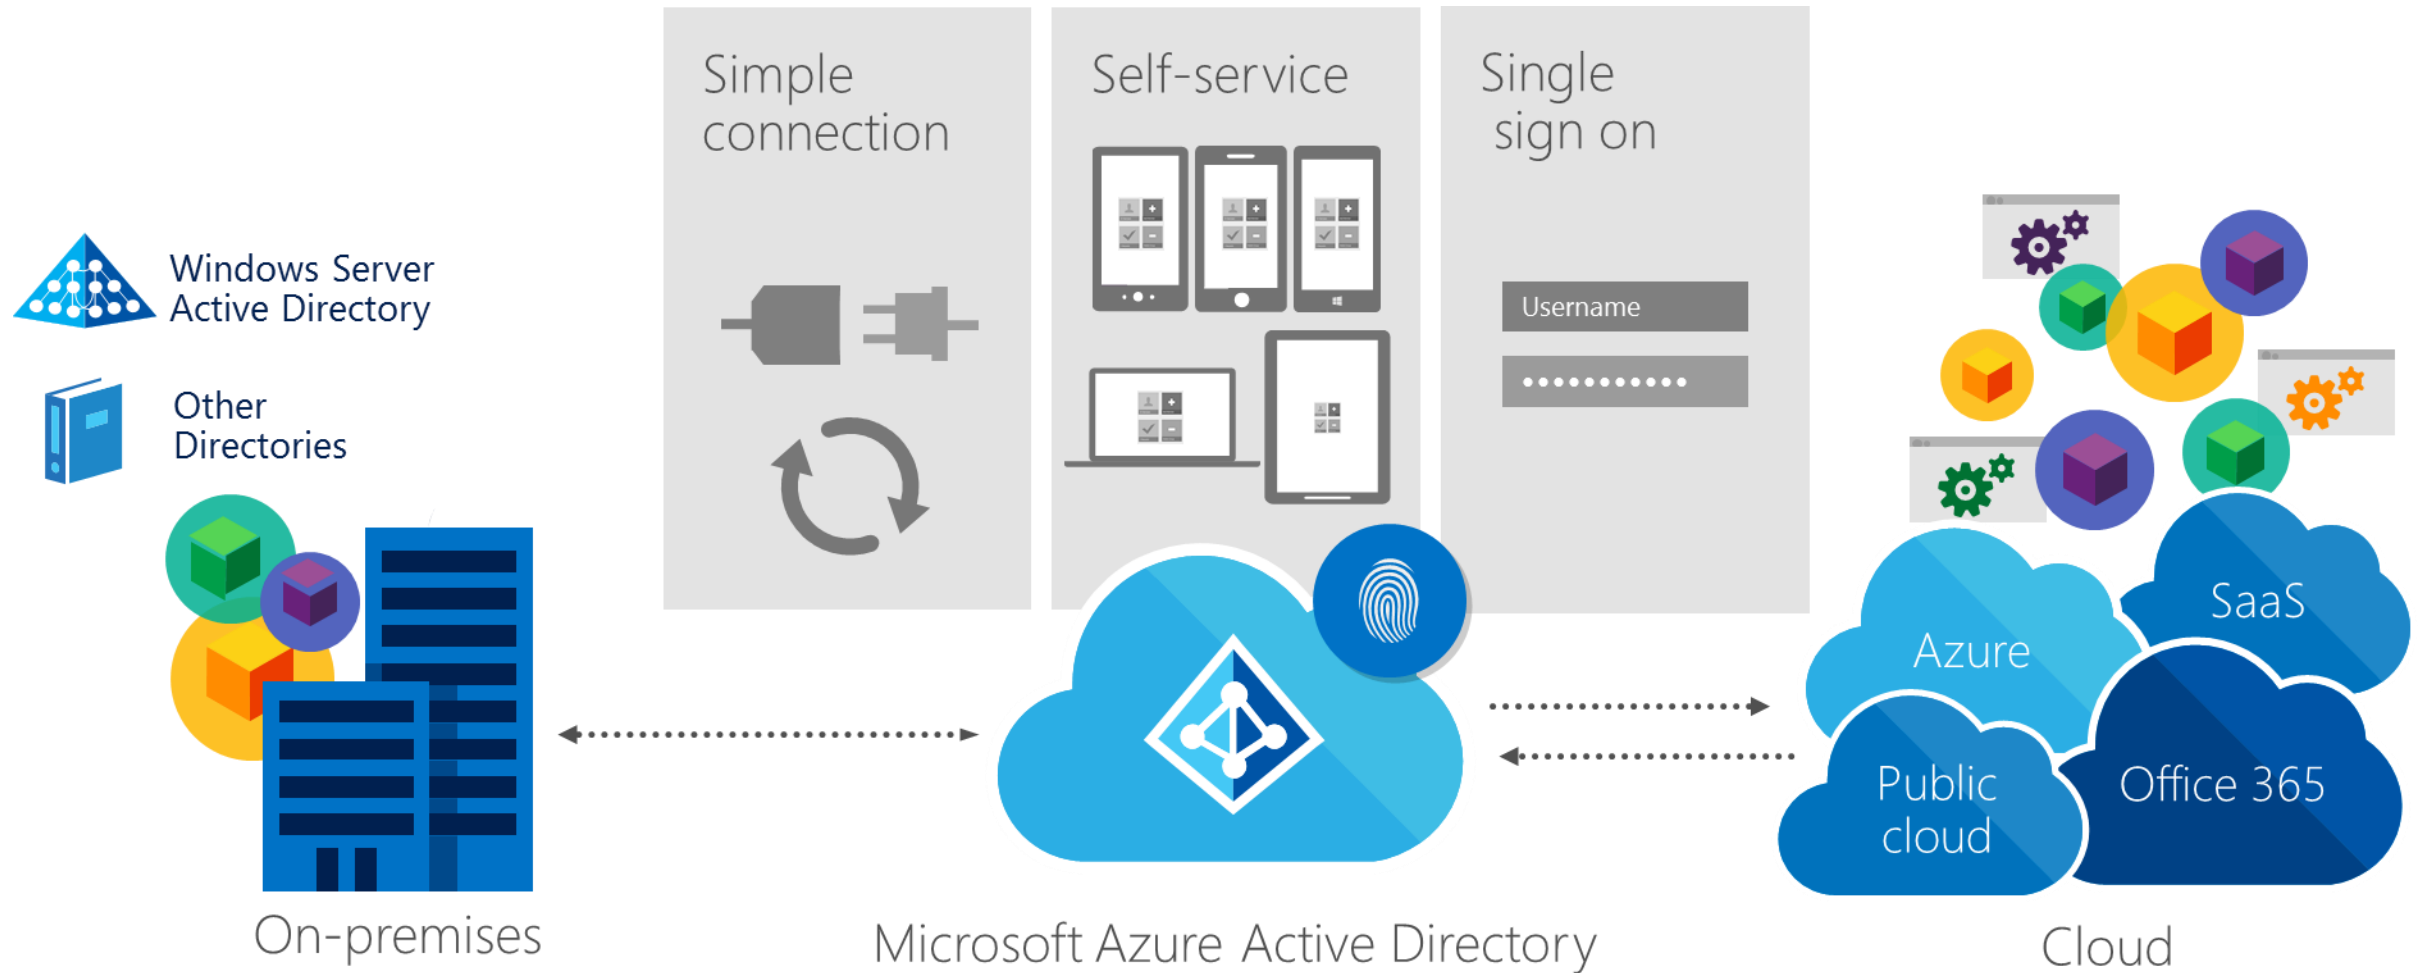 Simple
connection
Self-service
Single
sign on
Username
Windows Server
Active Directory
Other
Directories
SaaS
Azure
Public
cloud
Office 365
On-premises
Microsoft Azure Active Directory
Cloud